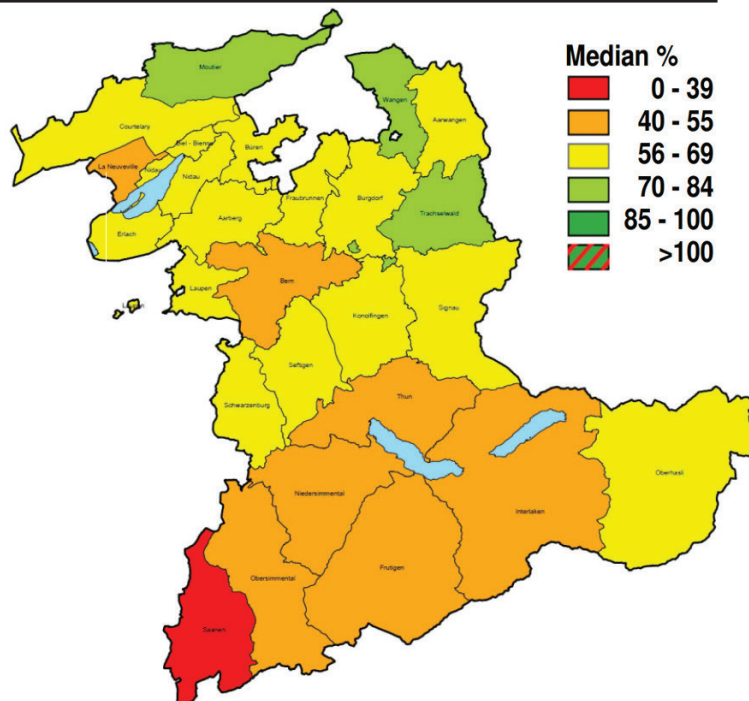 Median %
0 - 39
40 - 55
56 - 69
70 - 84
85 - 100
>100
Moutier
Wangen
Aarwangen
Courtelary
Biel - Bienne
Büren
La Neuveville
Nidau
Nidau
Fraubrunnen
Burgdorf
Trachselwald
Aarberg
Erlach
Bern
Laupen
Konolfingen
Signau
Seftigen
Schwarzenburg
Thun
Oberhasli
Niedersimmental
Interlaken
Frutigen
Obersimmental
Saanen